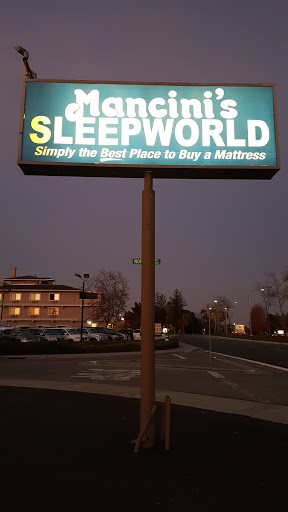 Mancini's
SLEEPWORLD
Simply the Best Place to Buy a Mattress